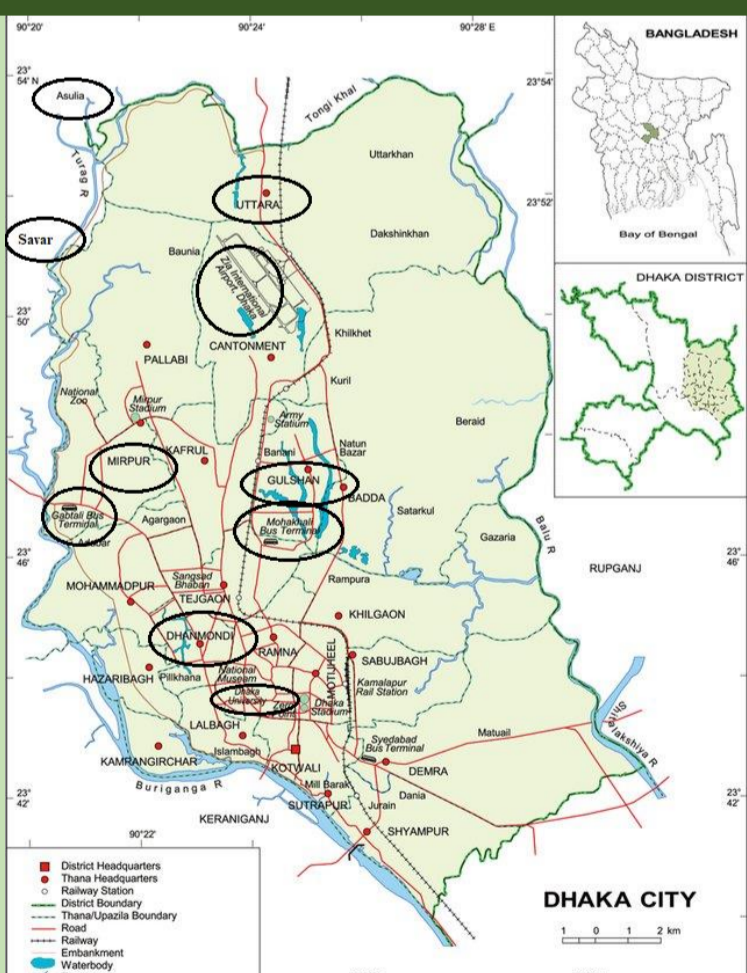 90°20'
90°24'
90°28' E
23°
54' N
23°54'
23°52'
23°
50'
23°
46'
23°
46'
23°
42'
23°
42'
90°22'
BANGLADESH
Bay of Bengal
DHAKA DISTRICT
Asulia
Tongi Khal
Turag R
Uttarkhan
UTTARA
Savar
Dakshinkhan
Baunia
Zia International
Airport, Dhaka
Khilkhet
PALLABI
CANTONMENT
Kuril
National
Zoo
Mirpur
Stadium
Army
Statium
Beraid
Natun
Bazar
KAFRUL
Banani
MIRPUR
GULSHAN
BADDA
Satarkul
Gabtali Bus
Terminal
Agargaon
Mohakhali
Bus Terminal
Adabar
Gazaria
Balu R
RUPGANJ
Sangsad
Bhaban
Rampura
MOHAMMADPUR
TEJGAON
KHILGAON
DHANMONDI
RAMNA
MOTIJHEEL
SABUJBAGH
HAZARIBAGH
Pillkhana
National
Museam
Kamalapur
Rail Station
Dhaka
University
Zero
Point
Dhaka
Stadium
LALBAGH
Syedabad
Bus Terminal
Matuail
Shitalakshiya R
Islambagh
KAMRANGIRCHAR
KOTWALI
DEMRA
Buriganga R
Mill Barak
Dania
SUTRAPUR
Jurain
KERANIGANJ
SHYAMPUR
District Headquarters
Thana Headquarters
Railway Station
District Boundary
Thana/Upazila Boundary
Road
Railway
Embankment
Waterbody
DHAKA CITY
1 0 1 2 km